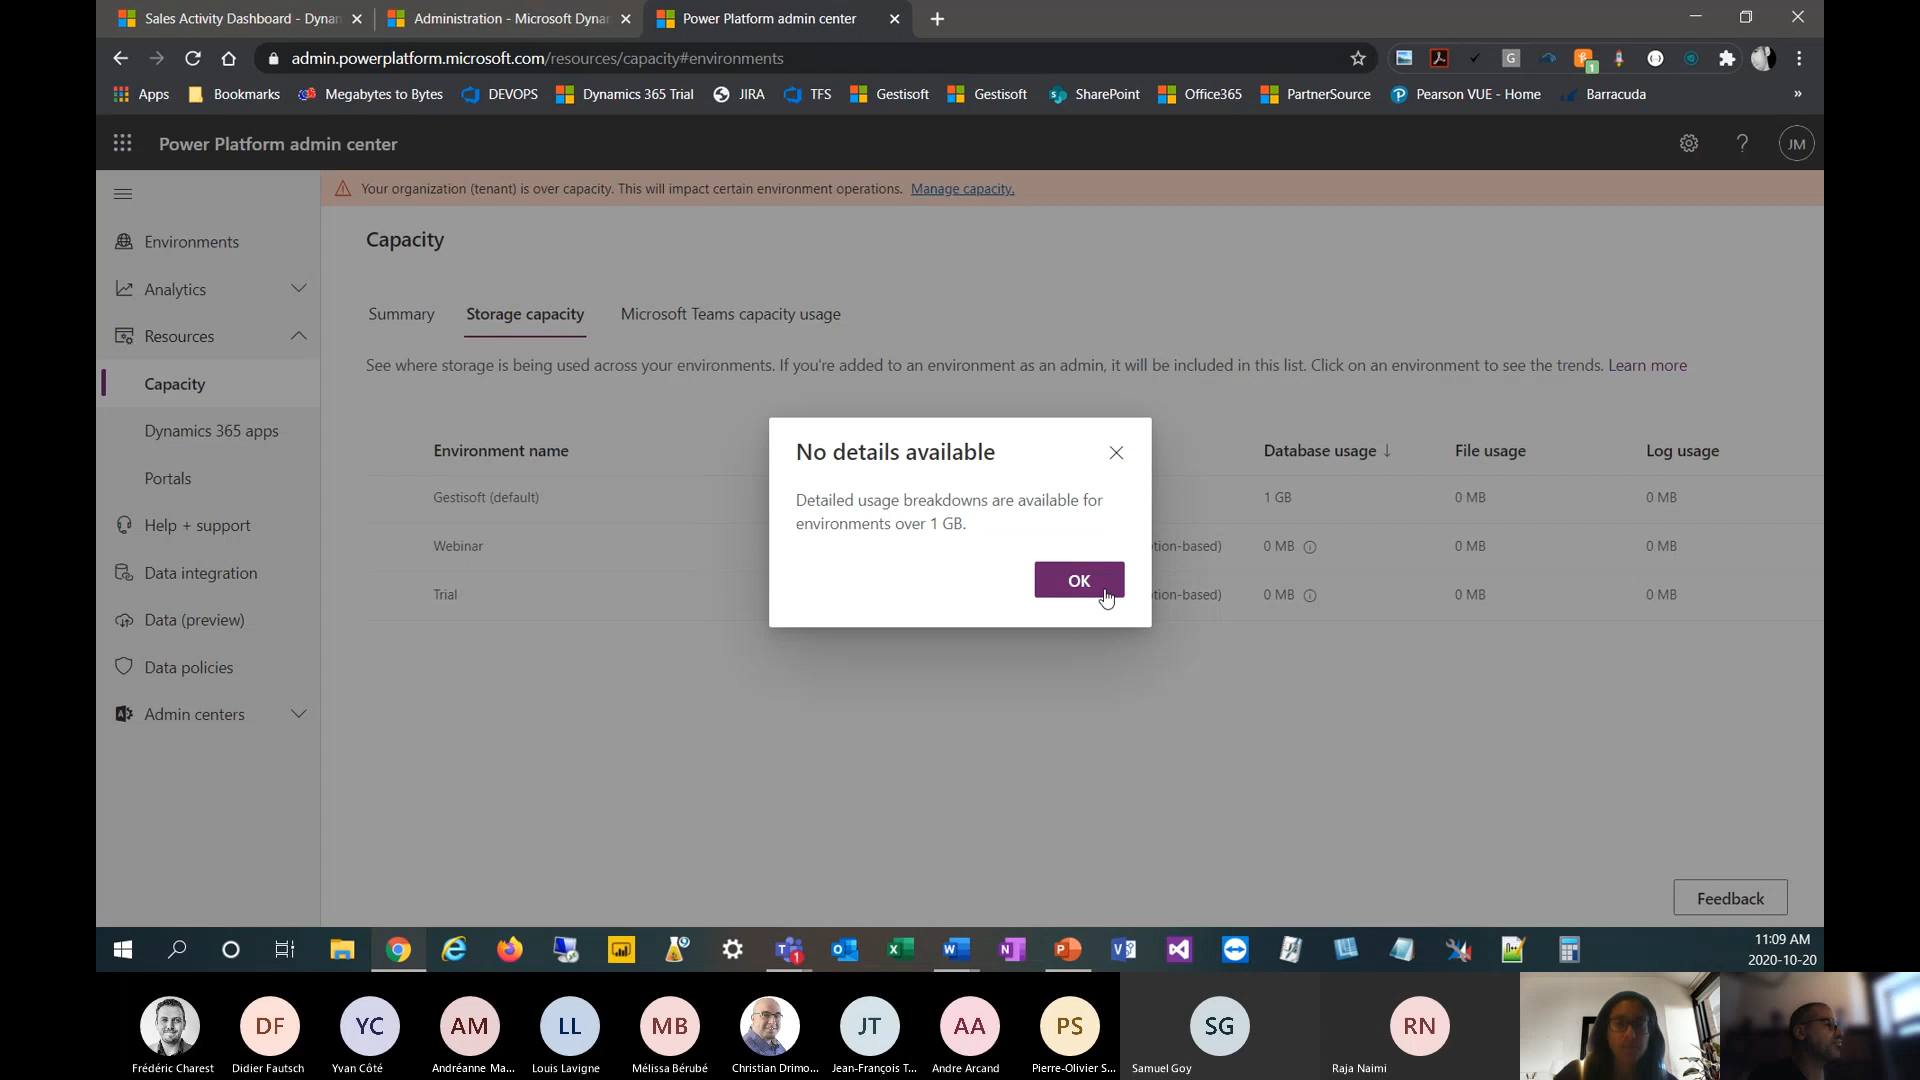 Sales Activity Dashboard - Dynan
Administration - Microsoft Dynar
Power Platform admin center
admin.powerplatform.microsoft.com/resources/capacity#environments
Apps
Bookmarks
Megabytes to Bytes
DEVOPS
Dynamics 365 Trial
JIRA
TFS
Gestisoft
Gestisoft
SharePoint
Office365
PartnerSource
Pearson VUE - Home
Barracuda
»
Power Platform admin center
?
JM
Your organization (tenant) is over capacity. This will impact certain environment operations. Manage capacity.
Environments
Analytics
Resources
Capacity
Dynamics 365 apps
Portals
Help + support
Data integration
Data (preview)
Data policies
Admin centers
Capacity
Summary
Storage capacity
Microsoft Teams capacity usage
See where storage is being used across your environments. If you're added to an environment as an admin, it will be included in this list. Click on an environment to see the trends. Learn more
Environment name
Database usage ↓
File usage
Log usage
Gestisoft (default)
1 GB
0 MB
0 MB
Webinar
tion-based)
0 MB
0 MB
0 MB
Trial
tion-based)
0 MB
0 MB
0 MB
No details available
Detailed usage breakdowns are available for
environments over 1 GB.
OK
Feedback
11:09 AM
2020-10-20
DF
YC
AM
LL
MB
JT
AA
PS
SG
RN
Frédéric Charest
Didier Fautsch
Yvan Côté
Andréanne Ma...
Louis Lavigne
Mélissa Bérubé
Christian Drimo...
Jean-François T...
Andre Arcand
Pierre-Olivier S...
Samuel Goy
Raja Naimi